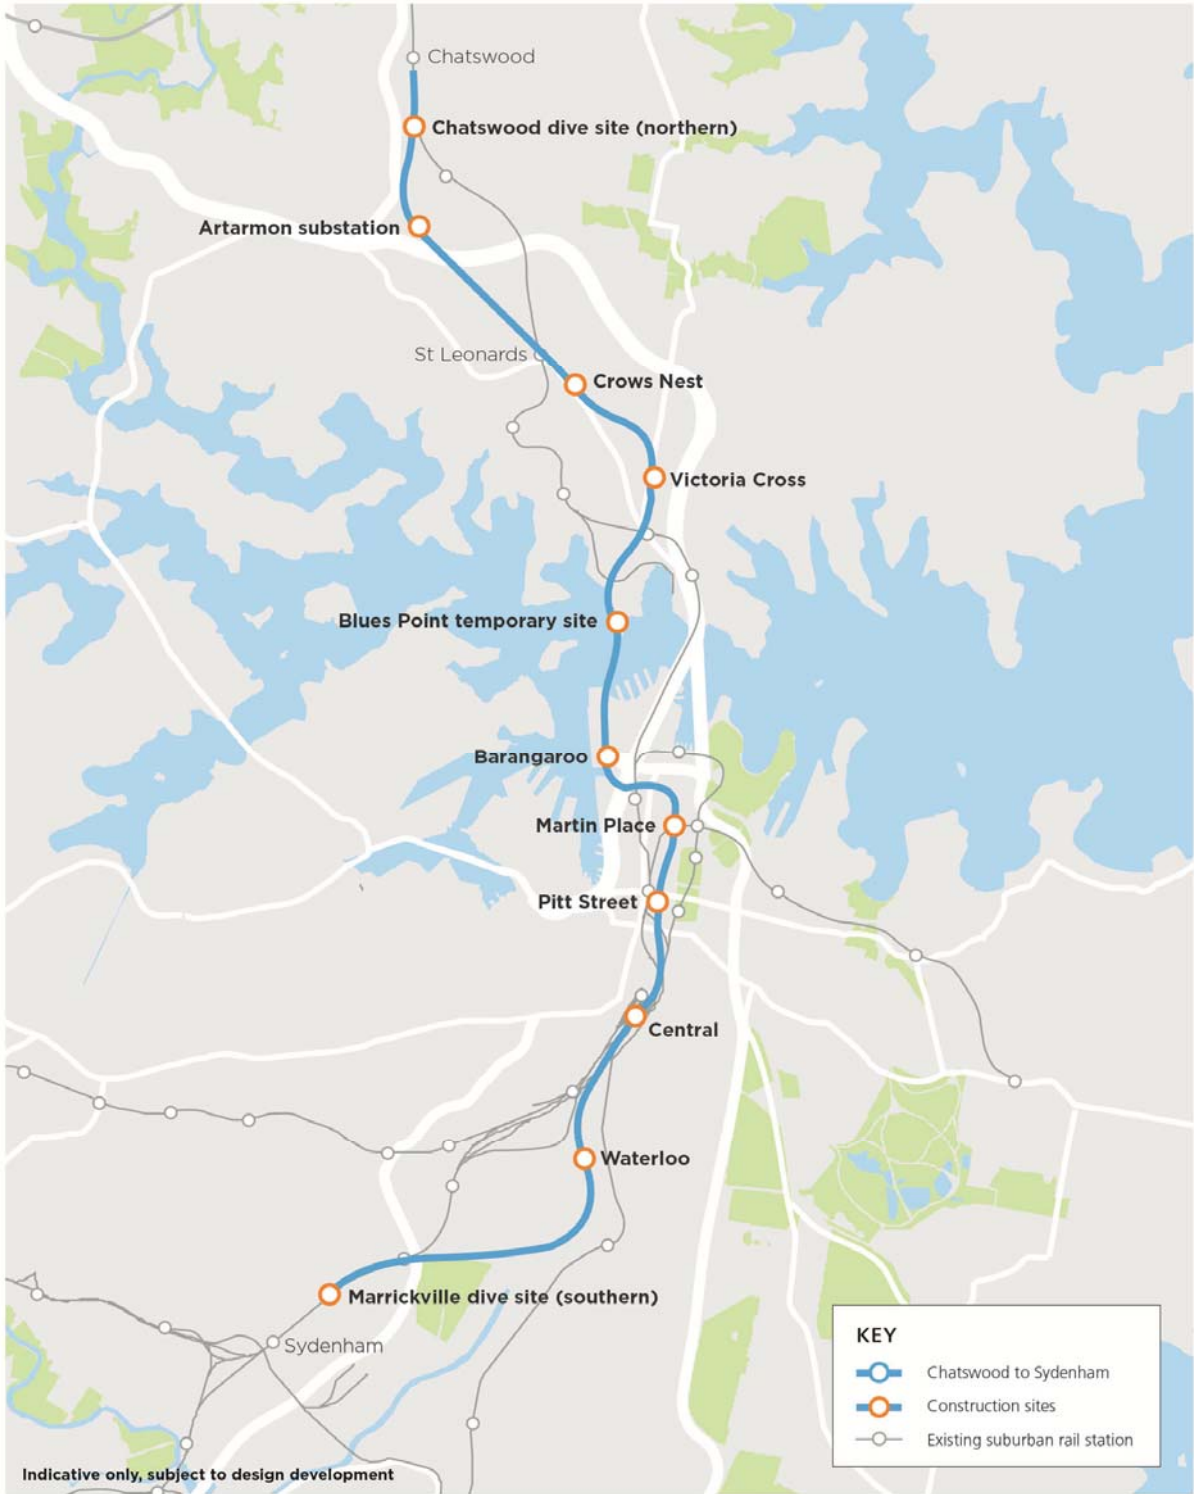 Chatswood
Chatswood dive site (northern)
Artarmon substation
St Leonards
Crows Nest
Victoria Cross
Blues Point temporary site
Barangaroo
Martin Place
Pitt Street
Central
Waterloo
Marrickville dive site (southern)
Sydenham
KEY
Chatswood to Sydenham
Construction sites
Existing suburban rail station
Indicative only, subject to design development